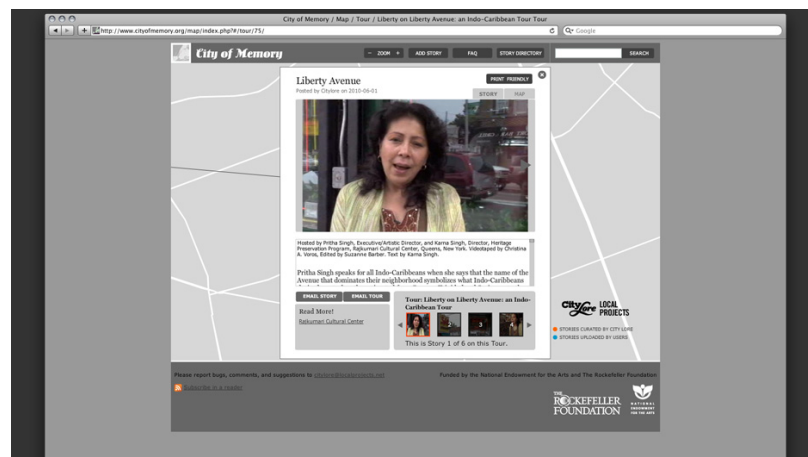 City of Memory / Map / Tour / Liberty on Liberty Avenue: an Indo-Caribbean Tour Tour
http://www.cityofmemory.org/map/index.php?#/tour/75/
Google
City of Memory
- ZOOM +
ADD STORY
FAQ
STORY DIRECTORY
SEARCH
Liberty Avenue
PRINT FRIENDLY
Posted by Citylore on 2010-06-01
STORY
MAP
Hosted by Pritha Singh, Executive/Artistic Director, and Karna Singh, Director, Heritage
Preservation Program, Rajkumari Cultural Center, Queens, New York. Videotaped by Christina
A. Voros, Edited by Suzanne Barber. Text by Karna Singh.
Pritha Singh speaks for all Indo-Caribbeans when she says that the name of the
Avenue that dominates their neighborhood symbolizes what Indo-Caribbeans
EMAIL STORY
EMAIL TOUR
Read More!
Rajkumari Cultural Center
Tour: Liberty on Liberty Avenue: an Indo-
Caribbean Tour
2
3
This is Story 1 of 6 on this Tour.
City Lore
LOCAL
PROJECTS
STORIES CURATED BY CITY LORE
STORIES UPLOADED BY USERS
Please report bugs, comments, and suggestions to citylore@localprojects.net
Funded by the National Endowment for the Arts and The Rockefeller Foundation
Subscribe in a reader
THE
ROCKEFELLER
FOUNDATION
NATIONAL
ENDOWMENT
FOR THE ARTS